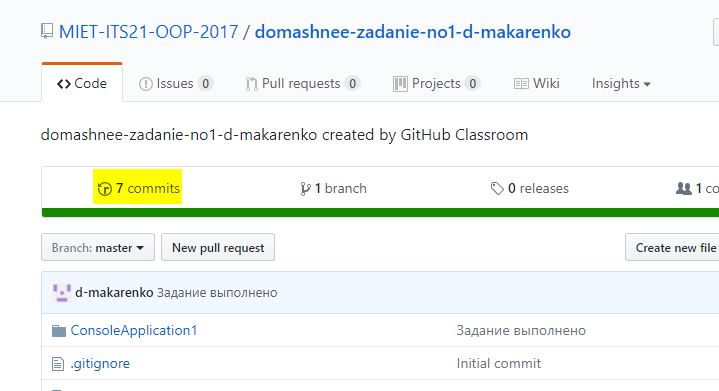 MIET-ITS21-OOP-2017 / domashnee-zadanie-no1-d-makarenko
Code Issues 0 Pull requests 0 Projects 0 Wiki Insights
domashnee-zadanie-no1-d-makarenko created by GitHub Classroom
7 commits 1 branch 0 releases 1 co
Branch: master New pull request Create new file
d-makarenko Задание выполнено
ConsoleApplication1 Задание выполнено
.gitignore Initial commit